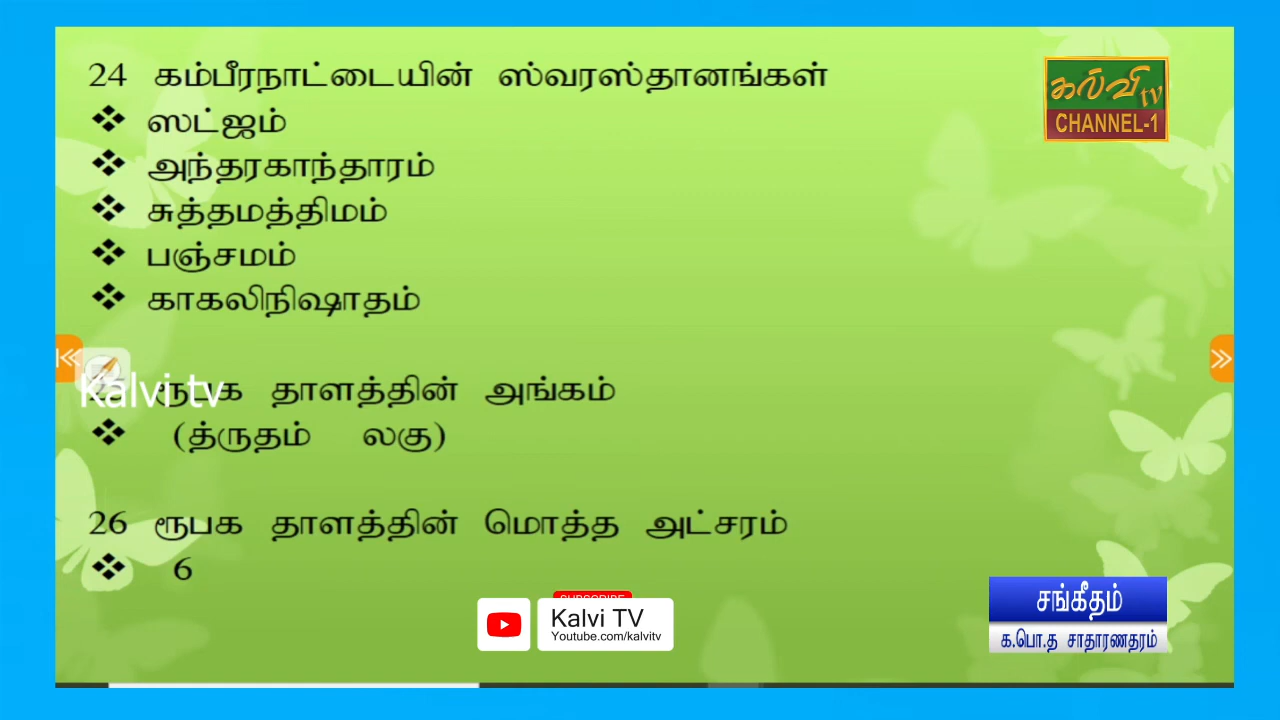 24 கம்பீரநாட்டையின் ஸ்வரஸ்தானங்கள்
❖ ஸட்ஜம்
❖ அந்தரகாந்தாரம்
❖ சுத்தமத்திமம்
❖ பஞ்சமம்
❖ காகலிநிஷாதம்
ரூபக தாளத்தின் அங்கம்
❖ (த்ருதம் லகு)
26 ரூபக தாளத்தின் மொத்த அட்சரம்
❖ 6
கல்வி tv
CHANNEL-1
Kalvi tv
SUBSCRIBE
Kalvi TV
Youtube.com/kalvitv
சங்கீதம்
க.பொ.த சாதாரணதரம்